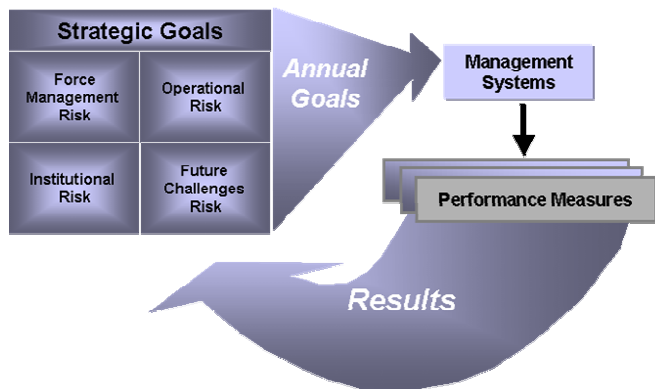 Strategic Goals
Force
Management
Risk
Operational
Risk
Institutional
Risk
Future
Challenges
Risk
Annual
Goals
Management
Systems
Performance Measures
Results